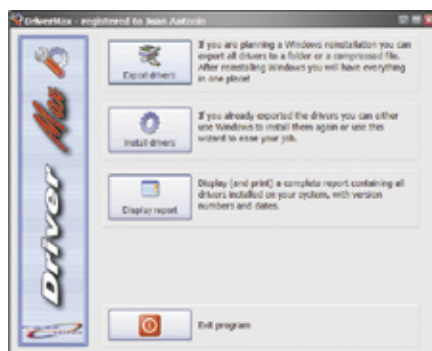 DriverMax - registered to Juan Antonio
Driver Max
Export drivers
If you are planning a Windows reinstallation you can
export all drivers to a folder or a compressed file.
After reinstalling Windows you will have everything
in one place!
Install drivers
If you already exported the drivers you can either
use Windows to install them again or use this
wizard to ease your job.
Display report
Display (and print) a complete report containing all
drivers installed on your system, with version
numbers and dates.
Exit program